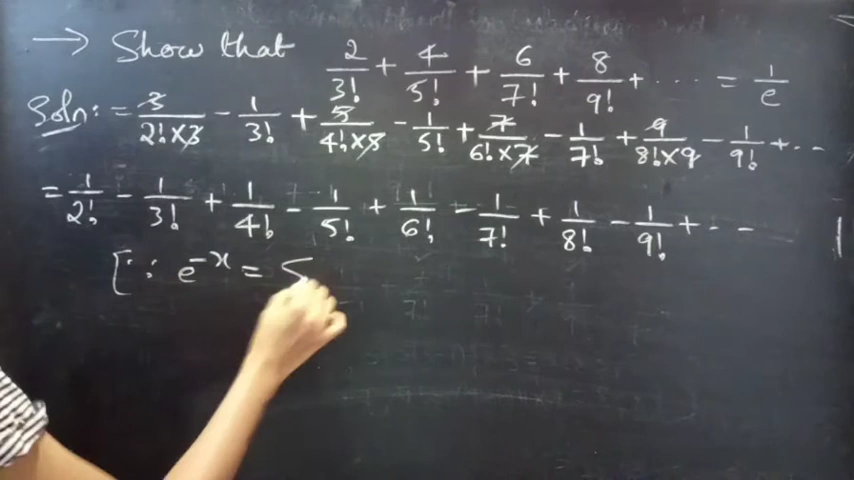 → Show that 2/3! + 4/5! + 6/7! + 8/9! + ---- = 1/e
Soln: = 3/2!×3 - 1/3! + 5/4!×5 - 1/5! + 7/6!×7 - 1/7! + 9/8!×9 - 1/9! + ---
= 1/2! - 1/3! + 1/4! - 1/5! + 1/6! - 1/7! + 1/8! - 1/9! + ---
[∵ e^-x =